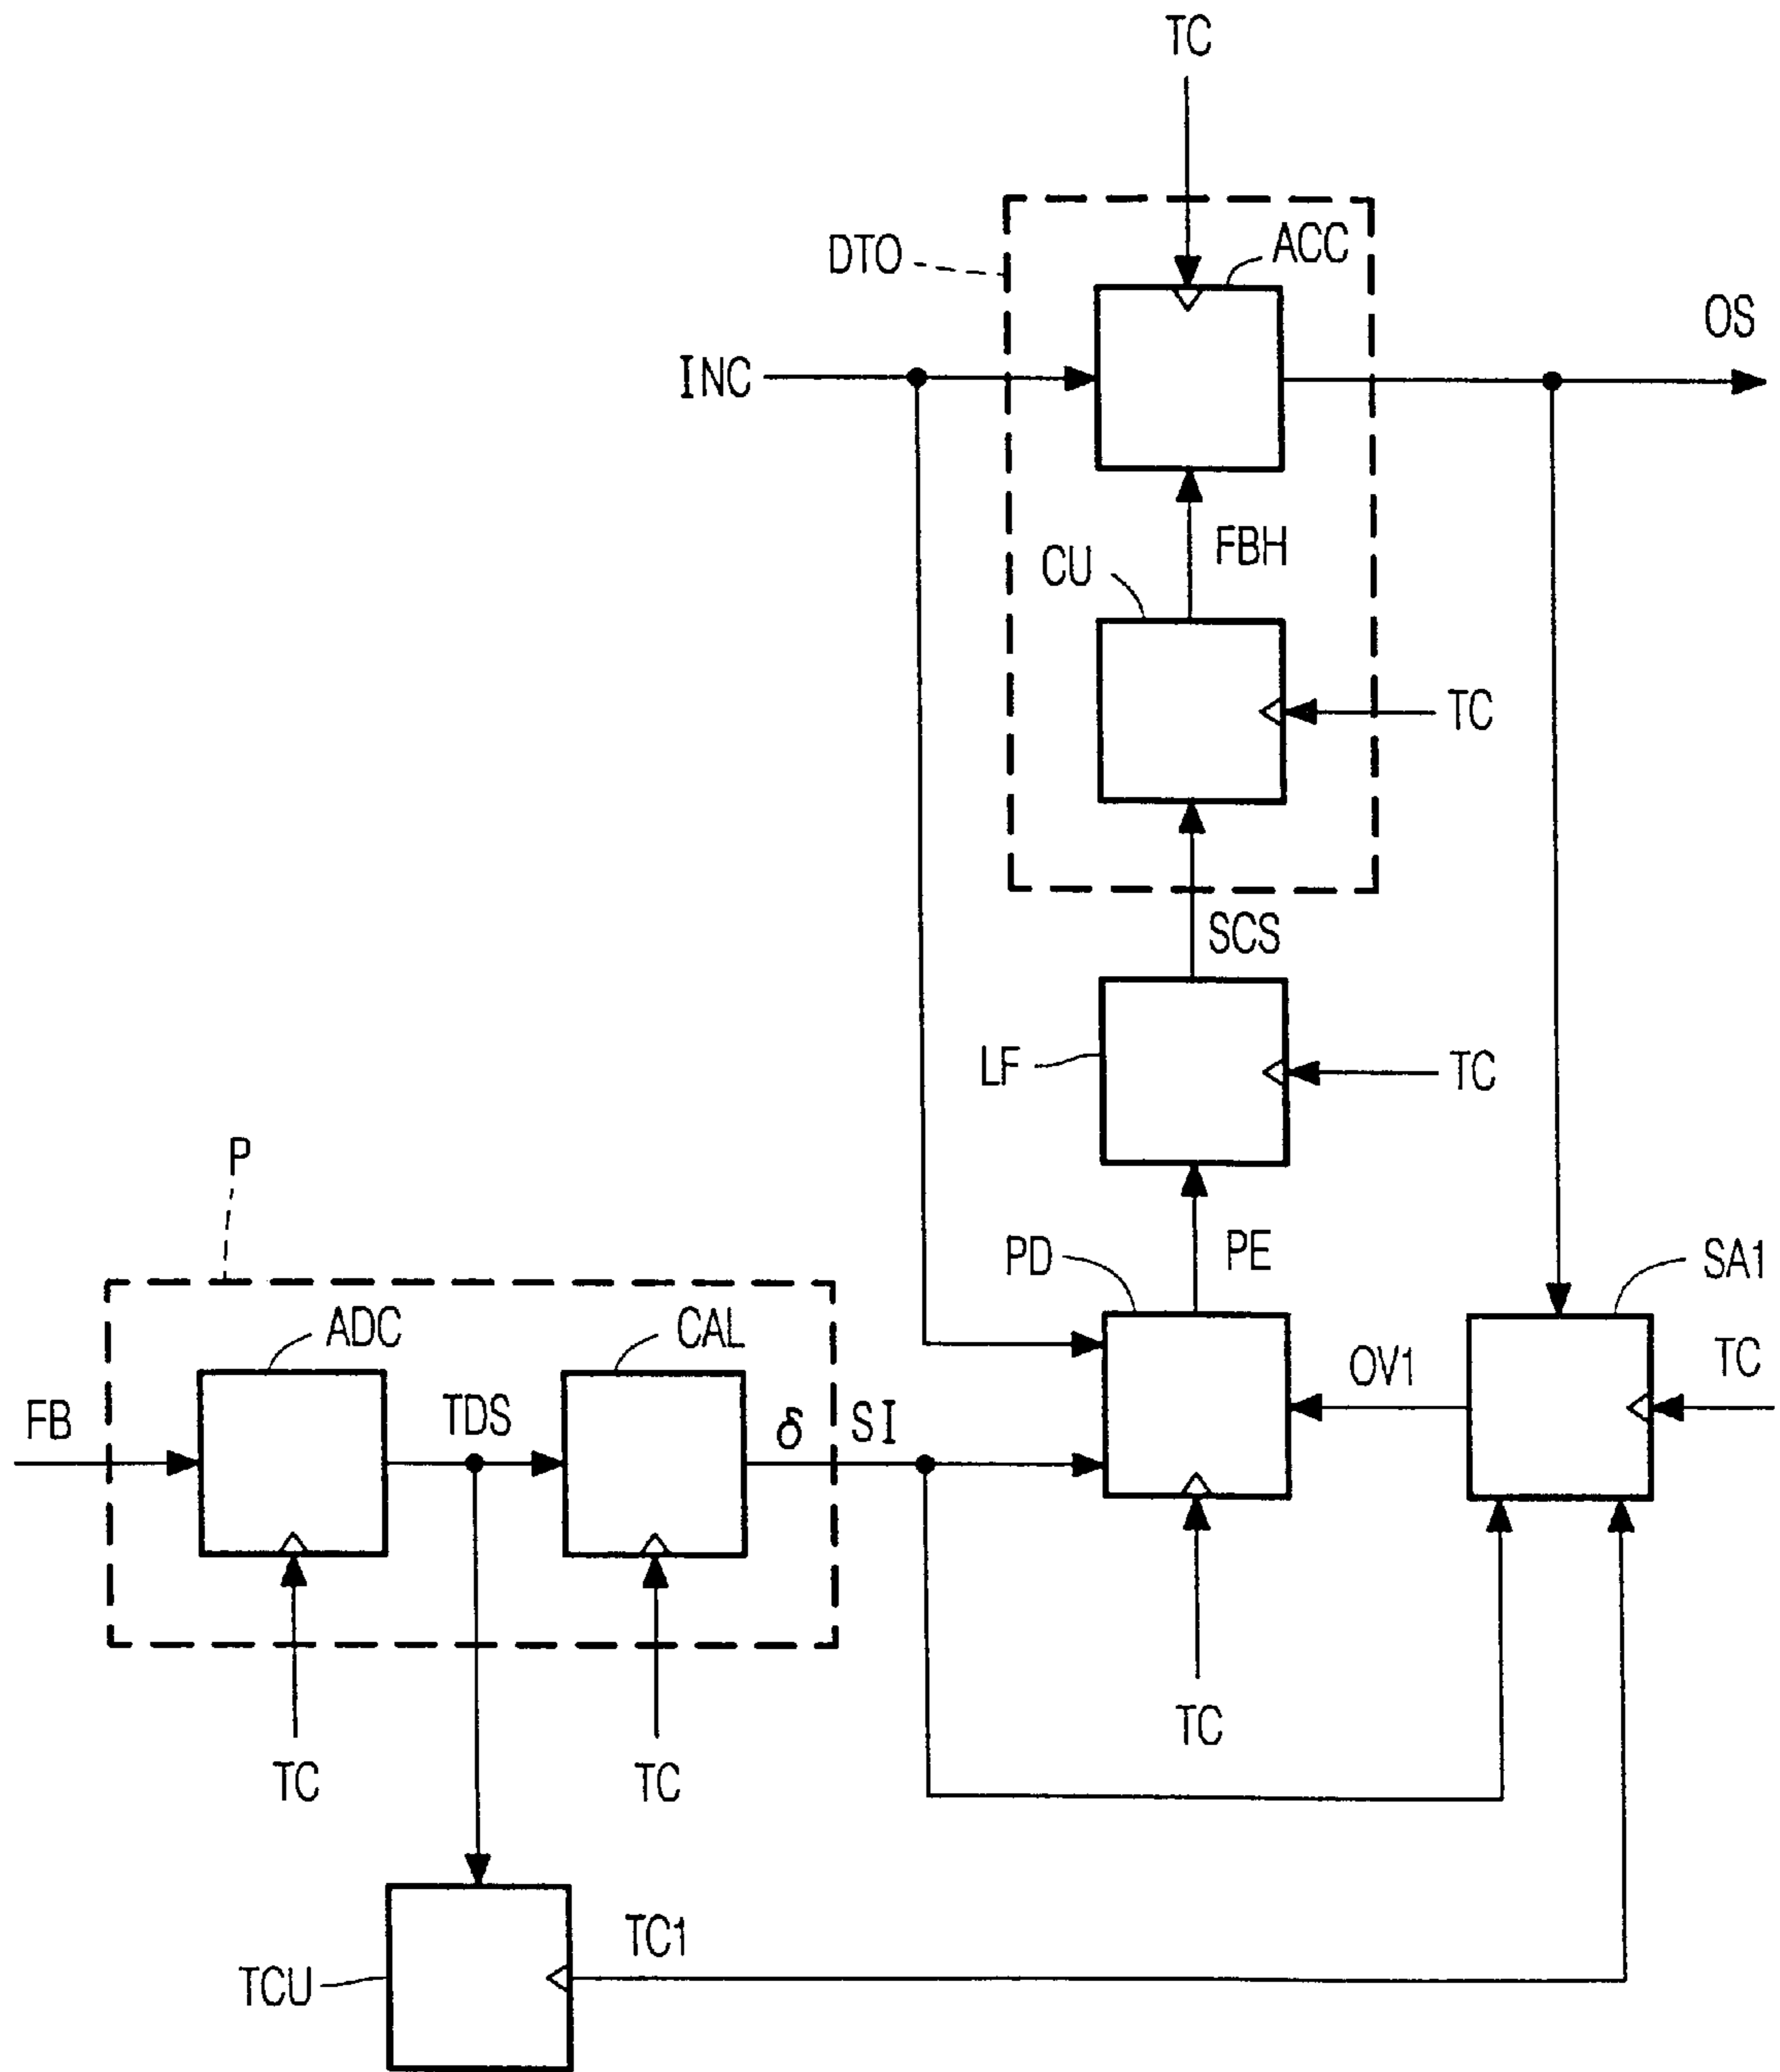 TC
DTO
ACC
OS
INC
FBH
CU
TC
SCS
LF
TC
P
PD
PE
SA1
ADC
CAL
FB
TDS
δ
SI
OV1
TC
TC
TC
TC
TC1
TCU